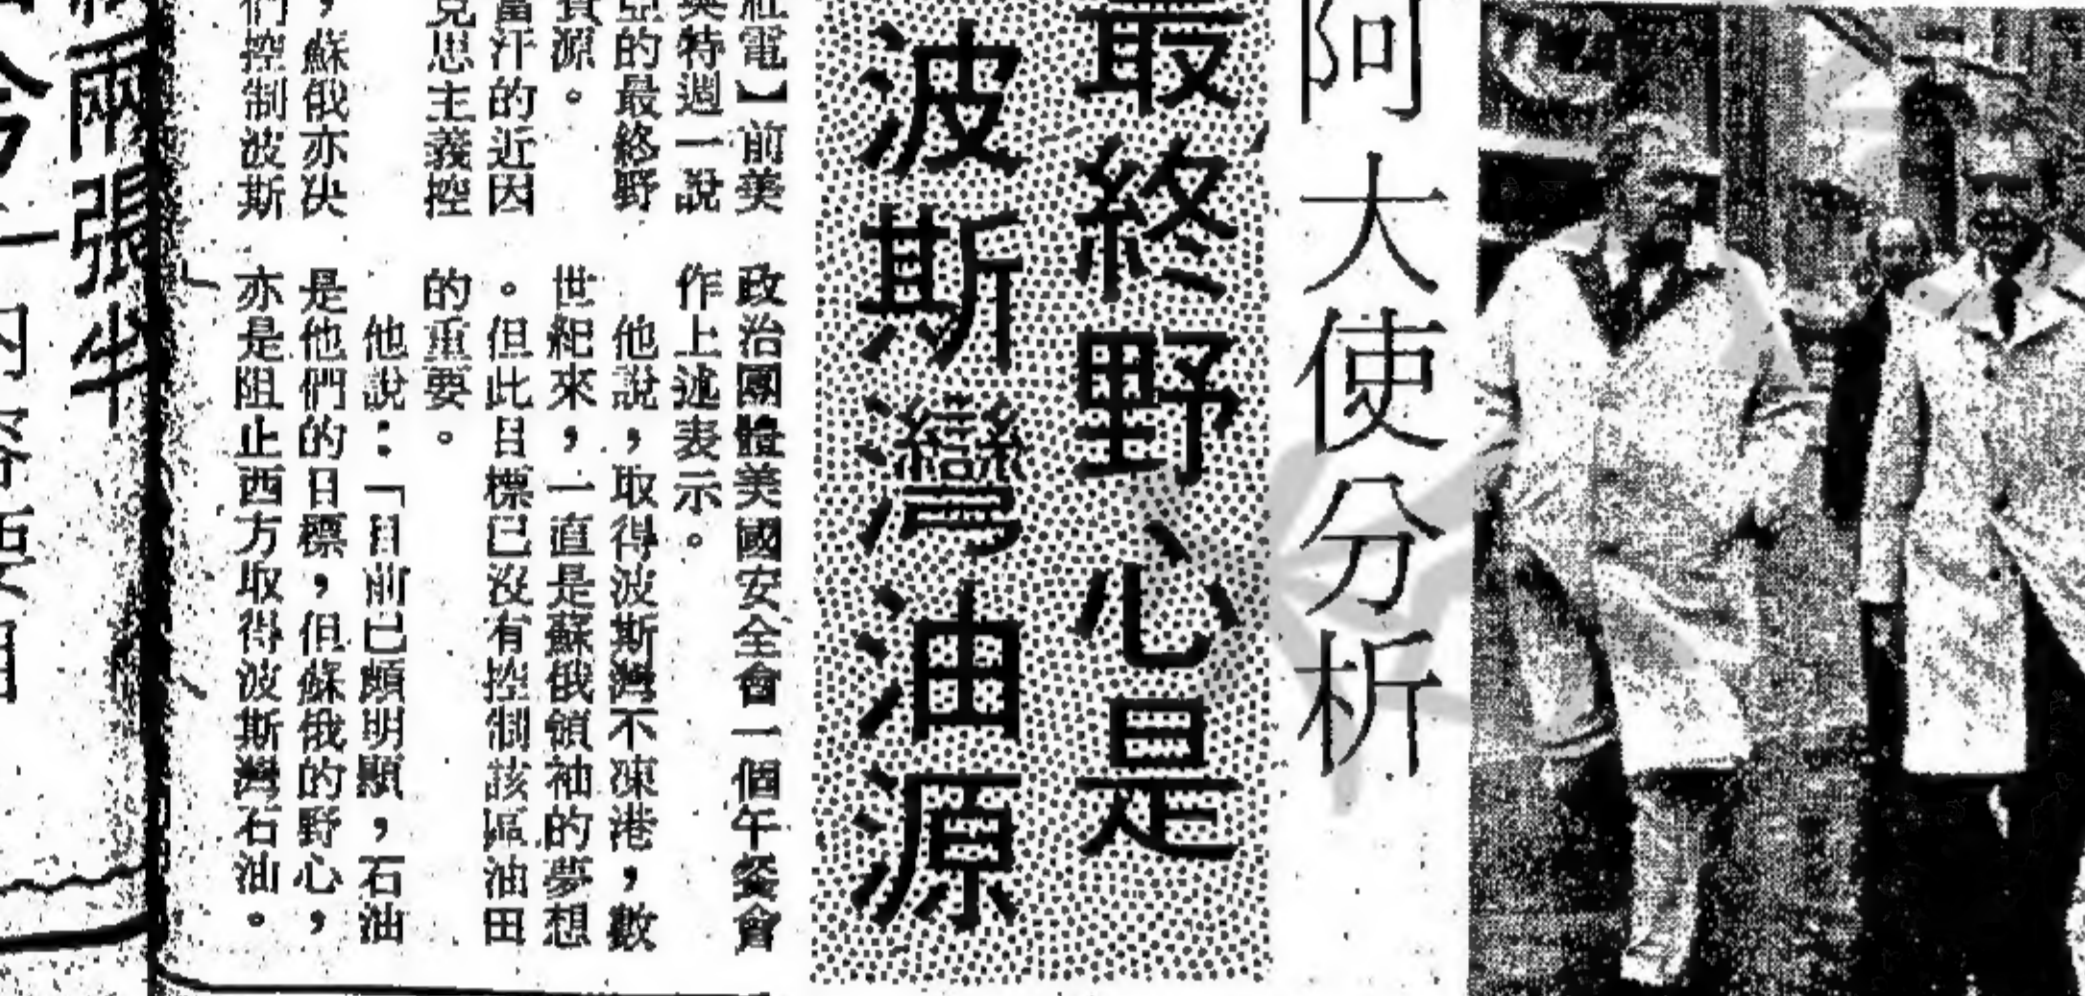 阿大使分析
最終野心是
波斯灣油源
社電】前美
英特週一說
亞的最終野
資源。
富汗的近因
克思主義控
，蘇俄亦決
們控制波斯
政治團體美國安全會一個午餐會
作上述表示。
他說，取得波斯灣不凍港，數
世紀來，一直是蘇俄領袖的夢想
。但此目標已沒有控制該區油田
的重要。
他說：「目前已頗明顯，石油
是他們的目標，但蘇俄的野心，
亦是阻止西方取得波斯灣石油。
兩張牛